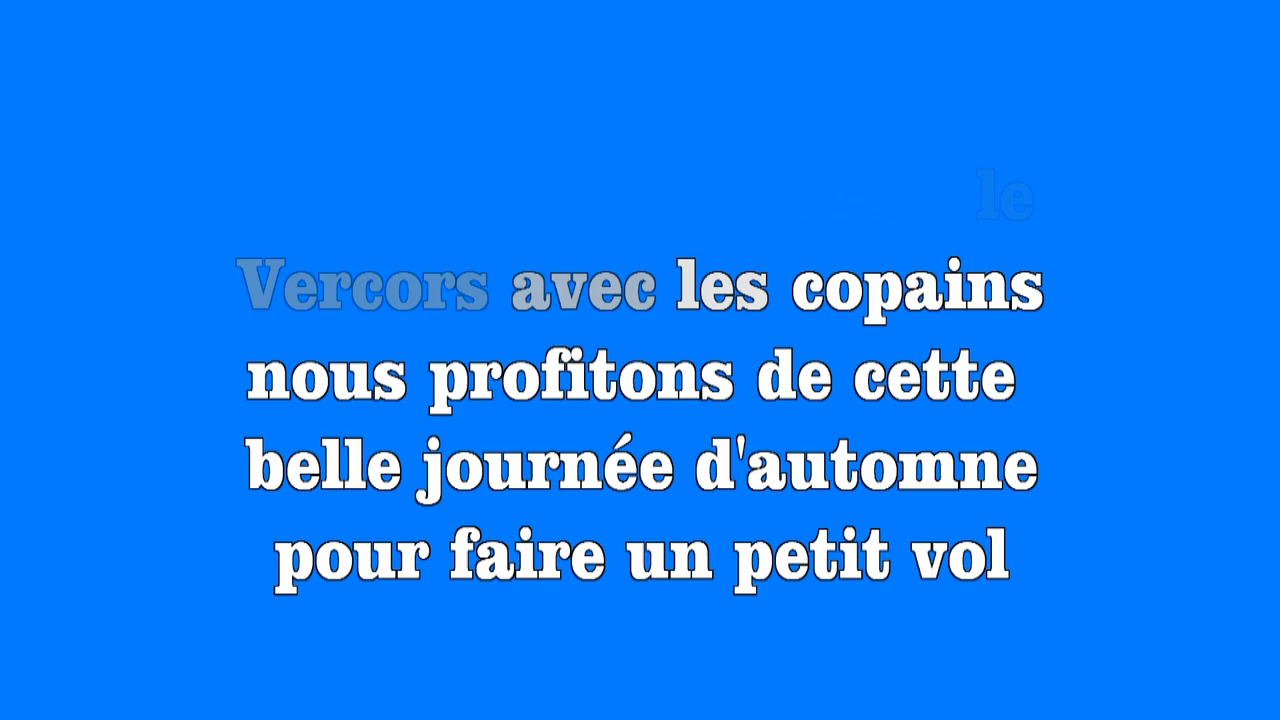 le
Vercors avec les copains
nous profitons de cette
belle journée d'automne
pour faire un petit vol